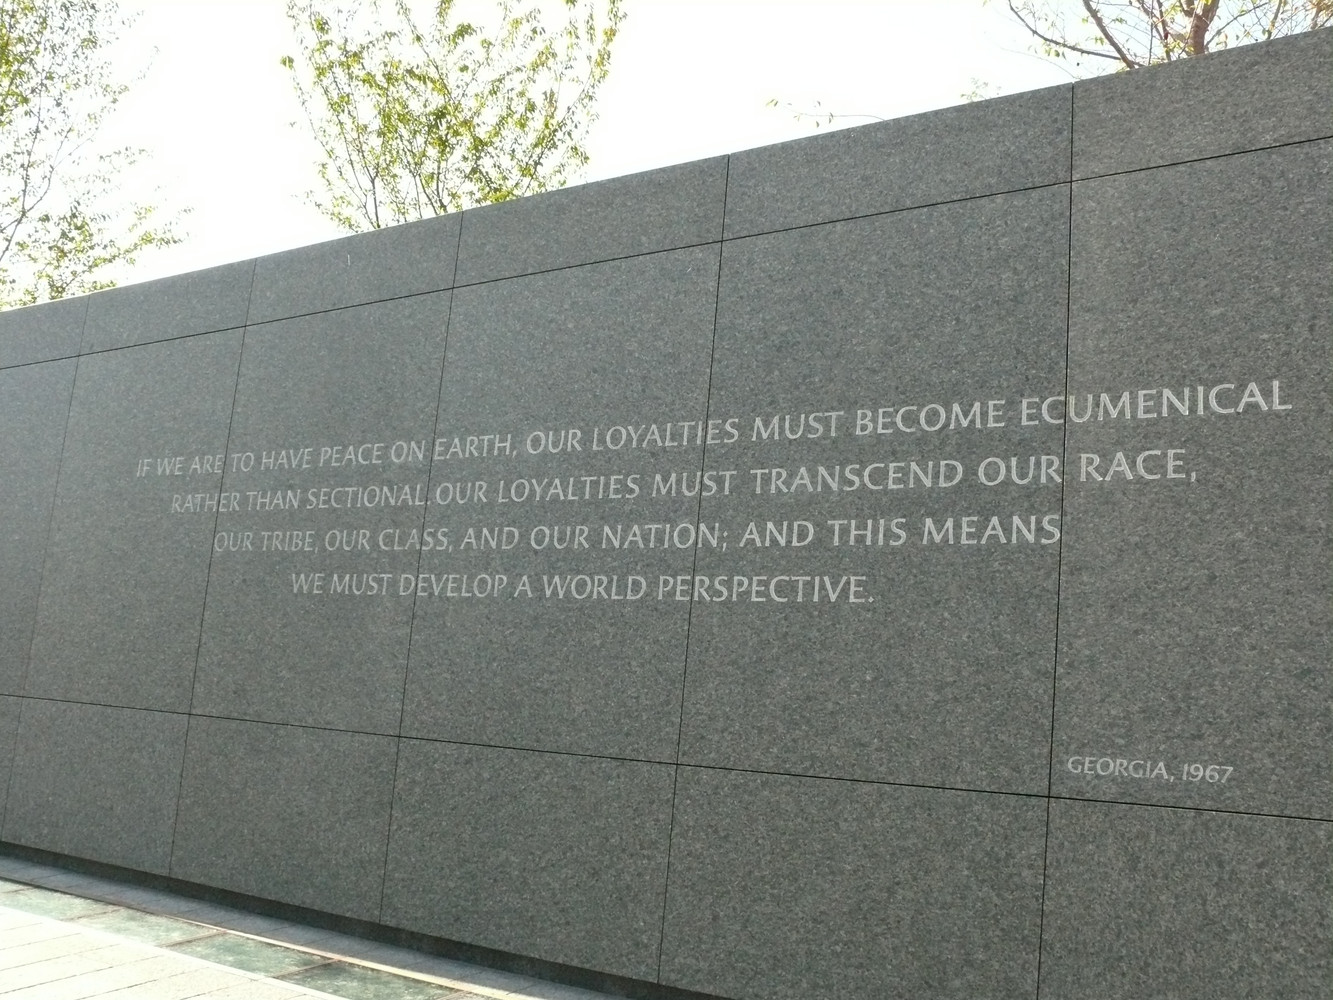 IF WE ARE TO HAVE PEACE ON EARTH, OUR LOYALTIES MUST BECOME ECUMENICAL
RATHER THAN SECTIONAL. OUR LOYALTIES MUST TRANSCEND OUR RACE,
OUR TRIBE, OUR CLASS, AND OUR NATION; AND THIS MEANS
WE MUST DEVELOP A WORLD PERSPECTIVE.
GEORGIA, 1967